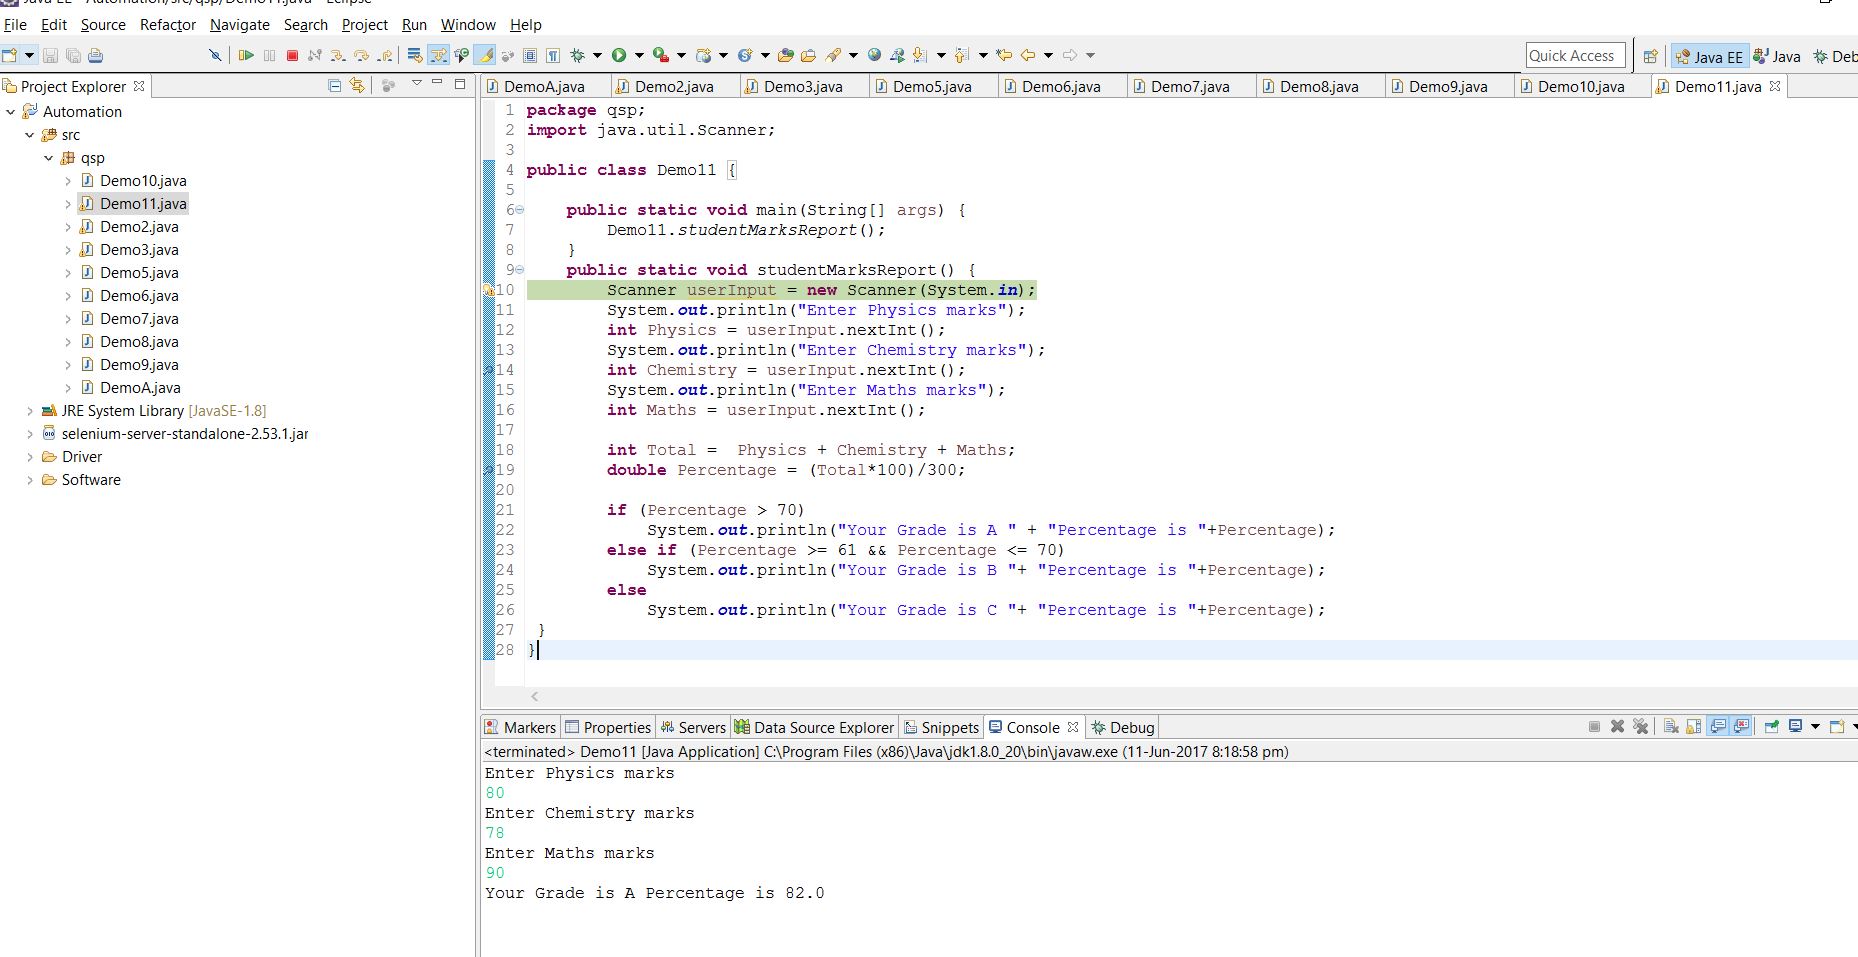 Java EE - Automation/src/qsp/Demo11.java - Eclipse
File Edit Source Refactor Navigate Search Project Run Window Help
Quick Access Java EE Java Deb
Project Explorer
Automation
src
qsp
Demo10.java
Demo11.java
Demo2.java
Demo3.java
Demo5.java
Demo6.java
Demo7.java
Demo8.java
Demo9.java
DemoA.java
JRE System Library [JavaSE-1.8]
selenium-server-standalone-2.53.1.jar
Driver
Software
DemoA.java Demo2.java Demo3.java Demo5.java Demo6.java Demo7.java Demo8.java Demo9.java Demo10.java Demo11.java
1 package qsp;
2 import java.util.Scanner;
3
4 public class Demo11 {
5
6 public static void main(String[] args) {
7 Demo11.studentMarksReport();
8 }
9 public static void studentMarksReport() {
10 Scanner userInput = new Scanner(System.in);
11 System.out.println("Enter Physics marks");
12 int Physics = userInput.nextInt();
13 System.out.println("Enter Chemistry marks");
14 int Chemistry = userInput.nextInt();
15 System.out.println("Enter Maths marks");
16 int Maths = userInput.nextInt();
17
18 int Total =  Physics + Chemistry + Maths;
19 double Percentage = (Total*100)/300;
20
21 if (Percentage > 70)
22 System.out.println("Your Grade is A " + "Percentage is "+Percentage);
23 else if (Percentage >= 61 && Percentage <= 70)
24 System.out.println("Your Grade is B "+ "Percentage is "+Percentage);
25 else
26 System.out.println("Your Grade is C "+ "Percentage is "+Percentage);
27 }
28 }
Markers Properties Servers Data Source Explorer Snippets Console Debug
<terminated> Demo11 [Java Application] C:\Program Files (x86)\Java\jdk1.8.0_20\bin\javaw.exe (11-Jun-2017 8:18:58 pm)
Enter Physics marks
80
Enter Chemistry marks
78
Enter Maths marks
90
Your Grade is A Percentage is 82.0